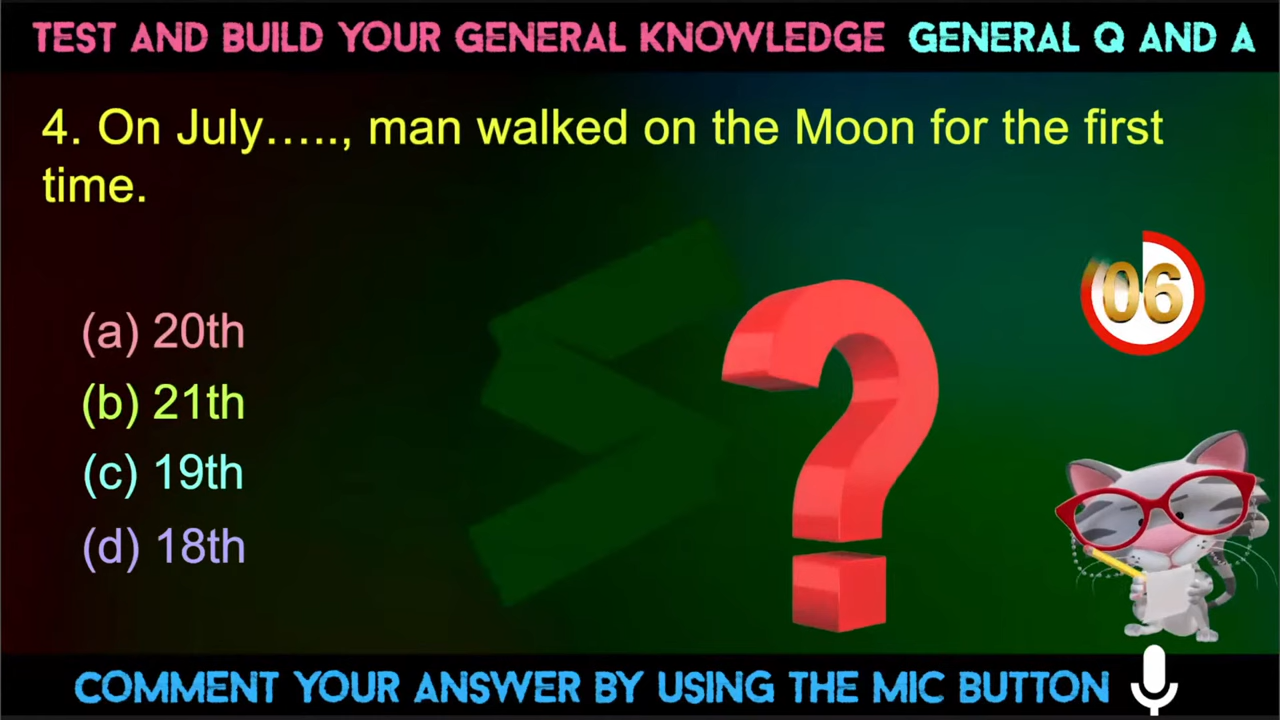 TEST AND BUILD YOUR GENERAL KNOWLEDGE GENERAL Q AND A
4. On July....., man walked on the Moon for the first
time.
06
(a) 20th
(b) 21th
(c) 19th
(d) 18th
COMMENT YOUR ANSWER BY USING THE MIC BUTTON